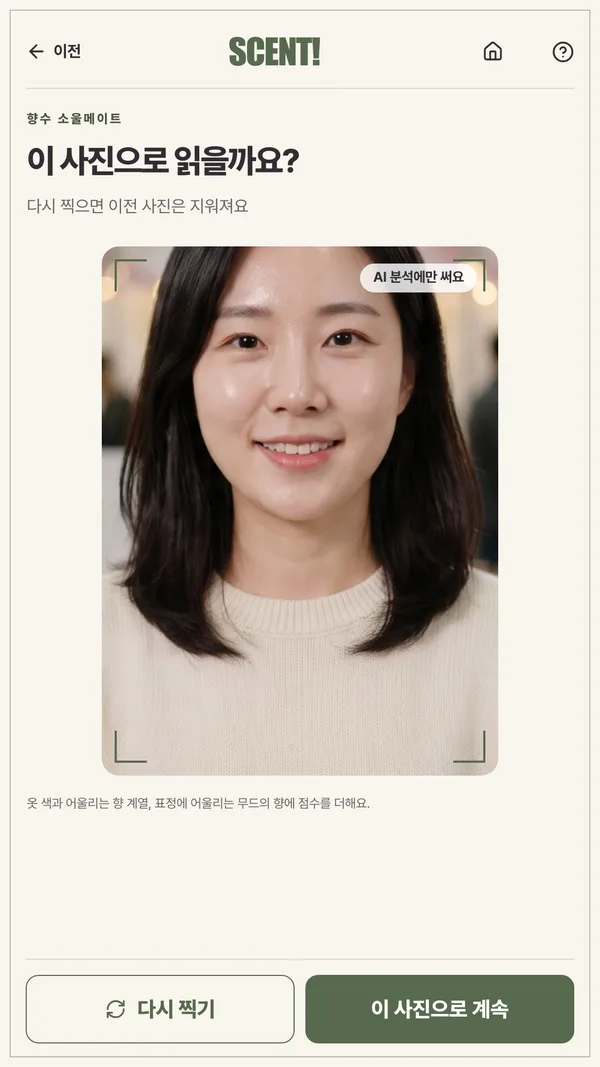 이전
SCENT!
향수 소울메이트
이 사진으로 읽을까요?
다시 찍으면 이전 사진은 지워져요
AI 분석에만 써요
옷 색과 어울리는 향 계열, 표정에 어울리는 무드의 향에 점수를 더해요.
다시 찍기
이 사진으로 계속